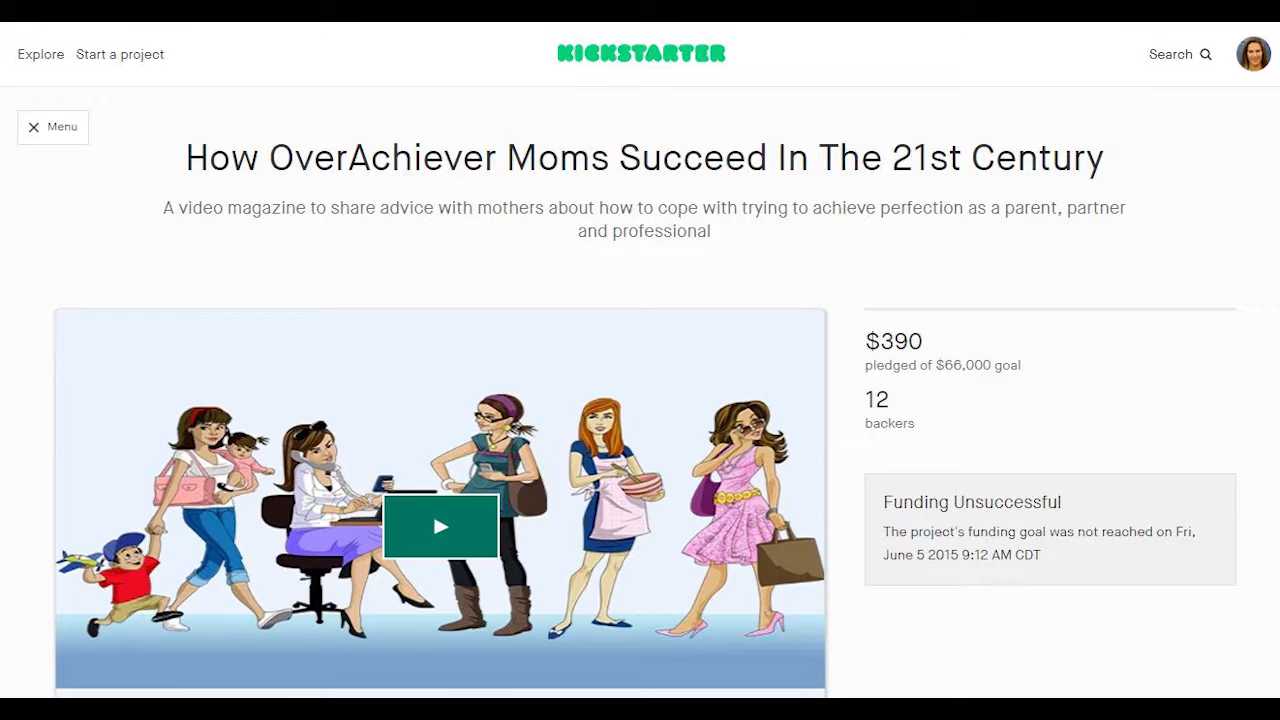 Explore Start a project KICKSTARTER Search
Menu
How OverAchiever Moms Succeed In The 21st Century
A video magazine to share advice with mothers about how to cope with trying to achieve perfection as a parent, partner
and professional
$390
pledged of $66,000 goal
12
backers
Funding Unsuccessful
The project's funding goal was not reached on Fri,
June 5 2015 9:12 AM CDT